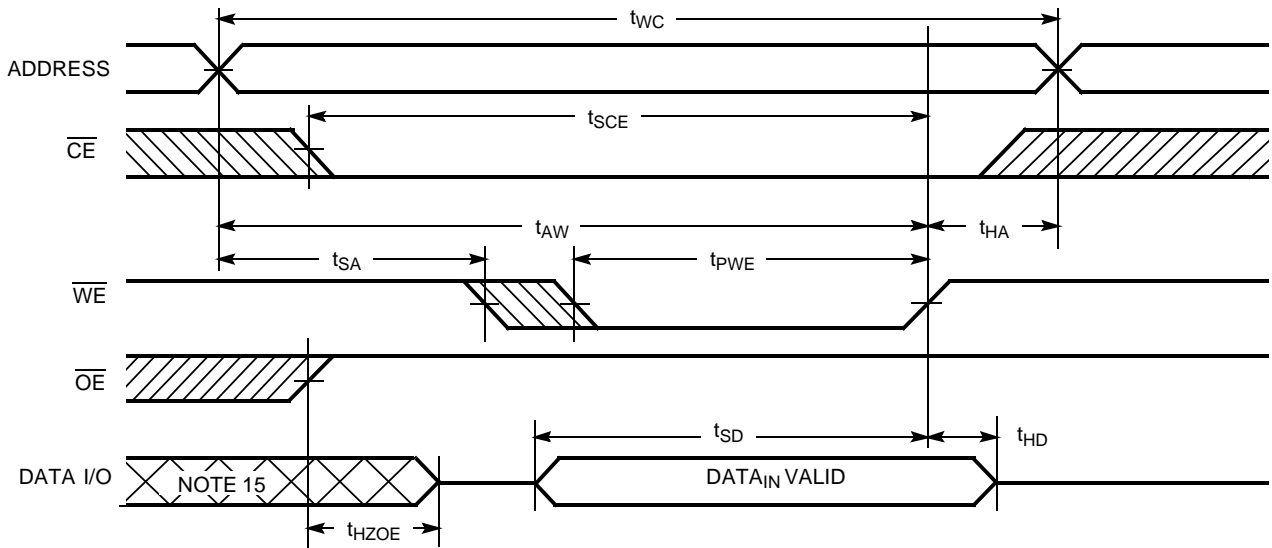 tWC
ADDRESS
tSCE
CE
tAW
tHA
tSA
tPWE
WE
OE
tSD
tHD
DATA I/O
NOTE 15
DATAIN VALID
tHZOE